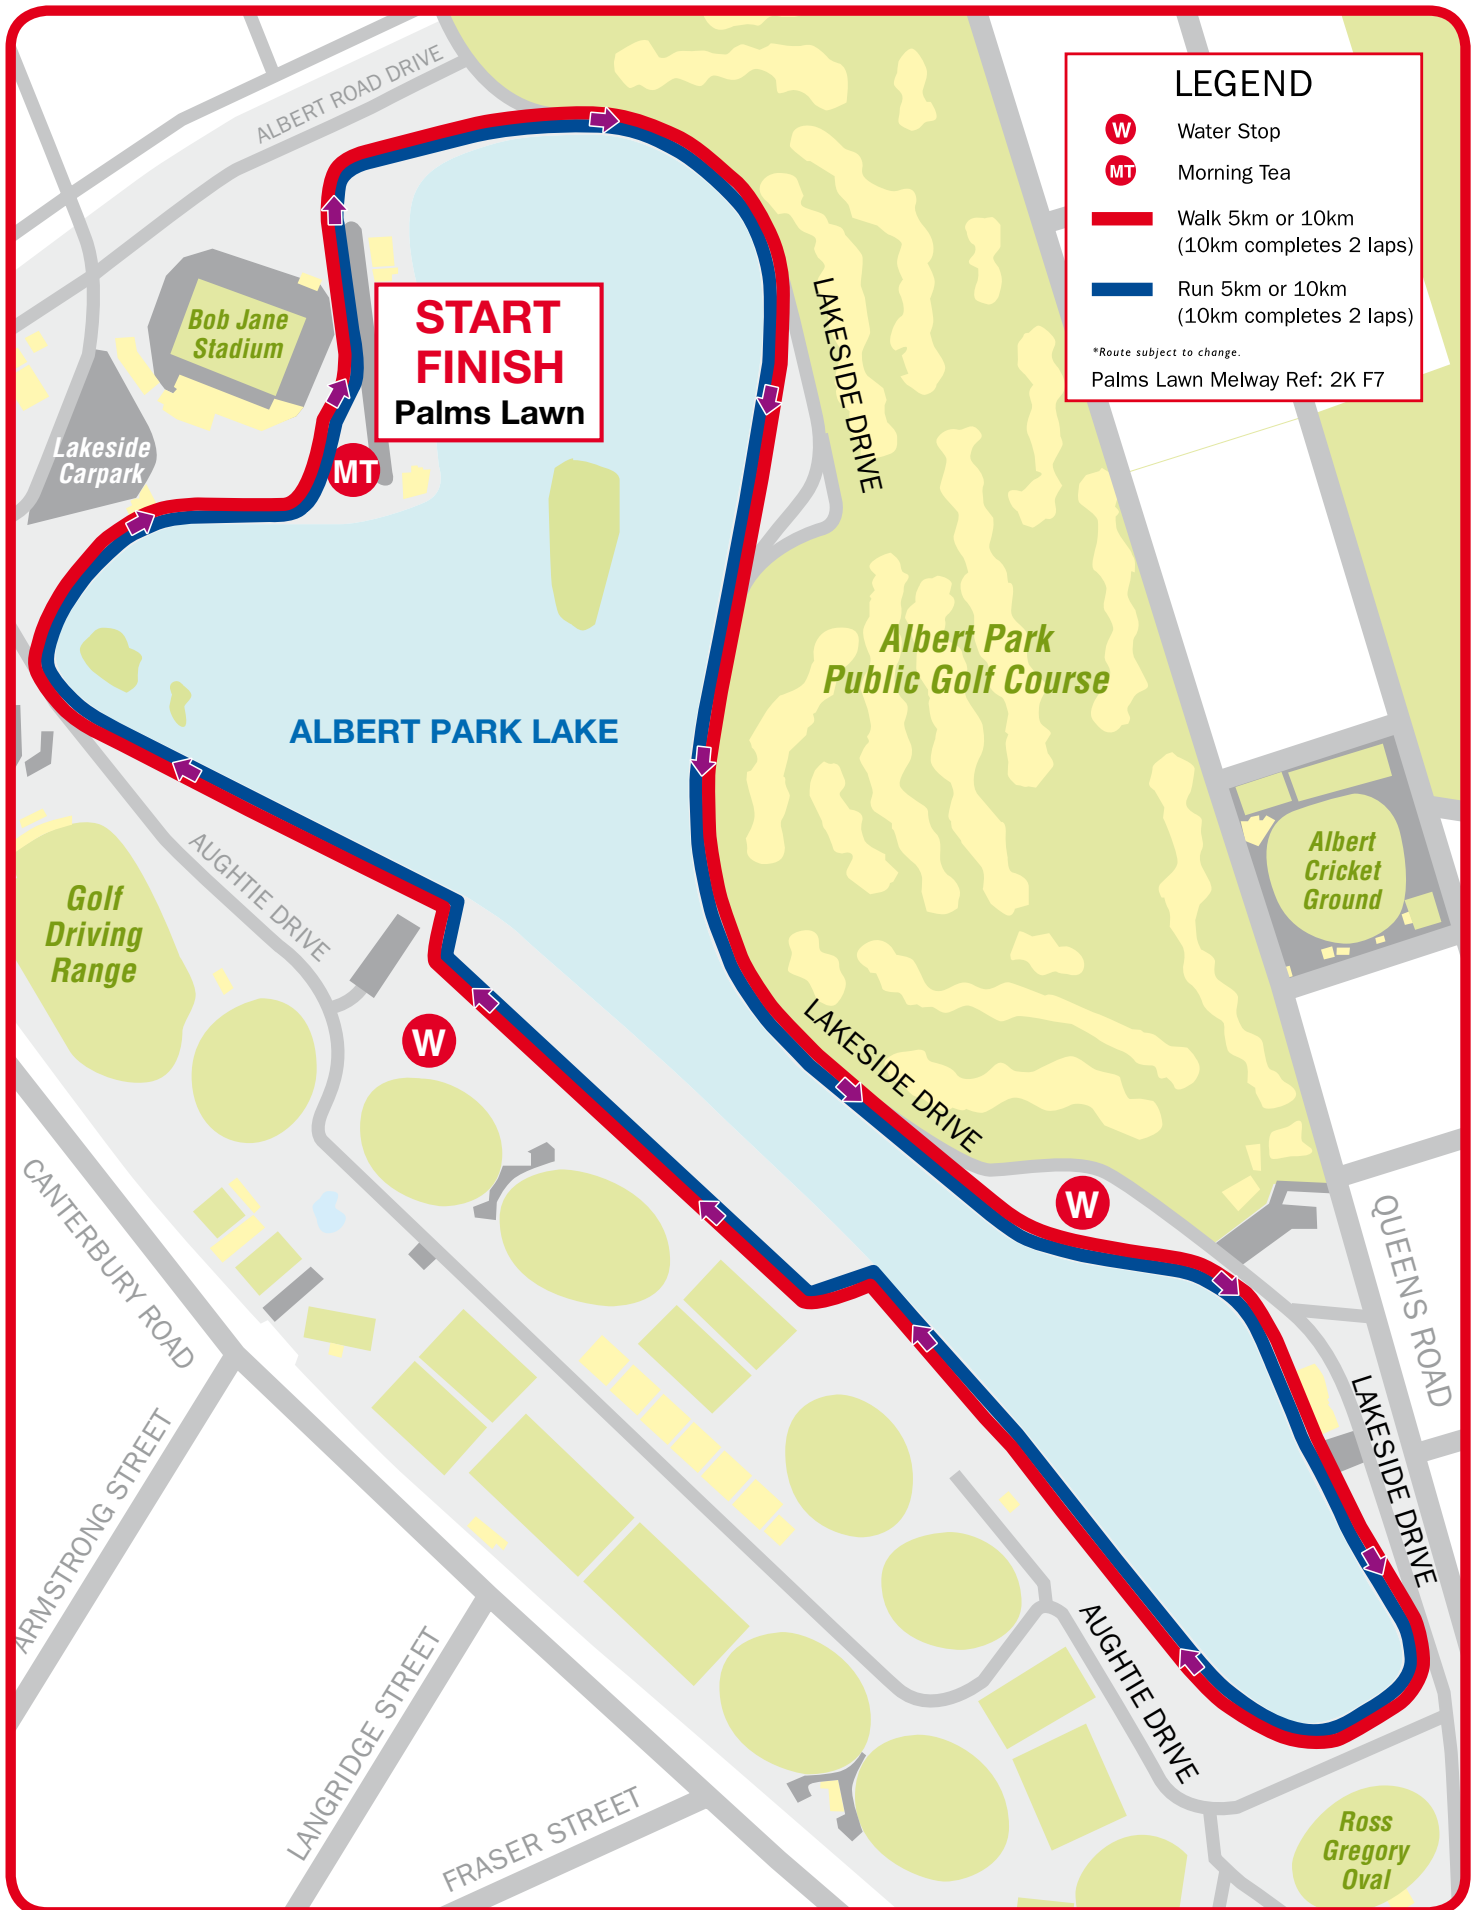 ALBERT ROAD DRIVE
LEGEND
W Water Stop
MT Morning Tea
Walk 5km or 10km
(10km completes 2 laps)
Run 5km or 10km
(10km completes 2 laps)
*Route subject to change.
Palms Lawn Melway Ref: 2K F7
Bob Jane
Stadium
START
FINISH
Palms Lawn
LAKESIDE DRIVE
Lakeside
Carpark
MT
Albert Park
Public Golf Course
ALBERT PARK LAKE
AUGHTIE DRIVE
Golf
Driving
Range
Albert
Cricket
Ground
W
LAKESIDE DRIVE
W
CANTERBURY ROAD
QUEENS ROAD
LAKESIDE DRIVE
ARMSTRONG STREET
LANGRIDGE STREET
AUGHTIE DRIVE
FRASER STREET
Ross
Gregory
Oval